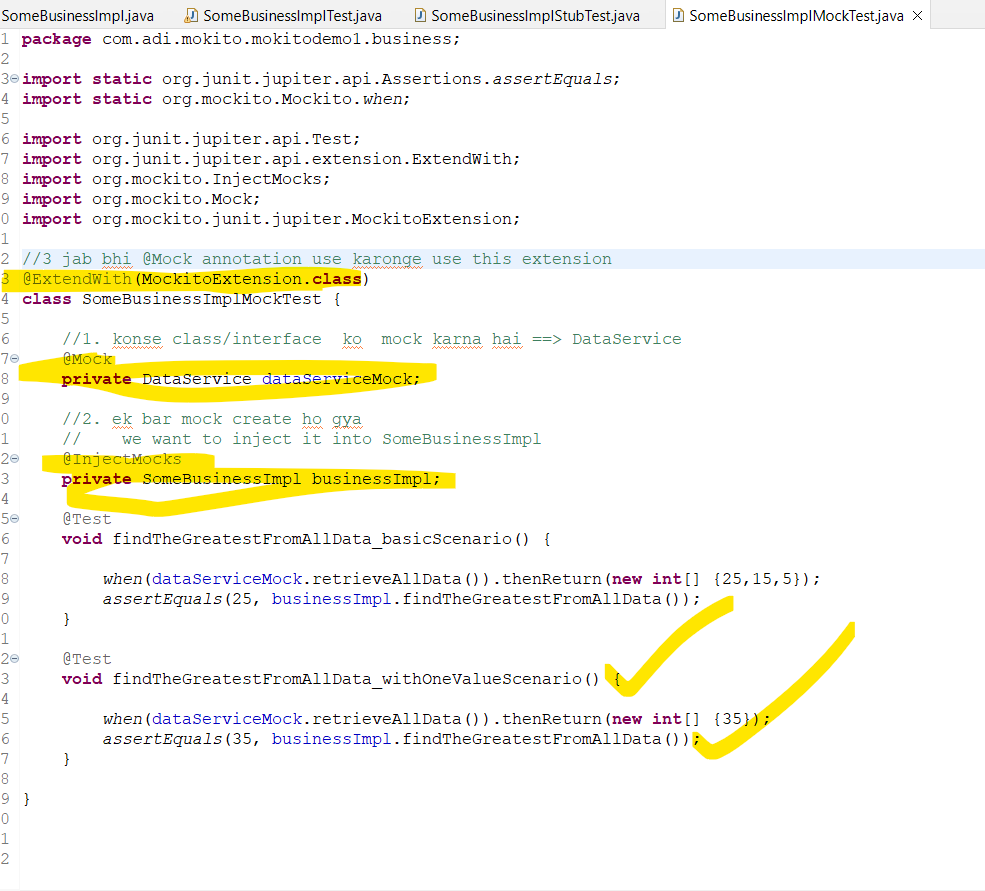 SomeBusinessImpl.java SomeBusinessImplTest.java SomeBusinessImplStubTest.java SomeBusinessImplMockTest.java
1 package com.adi.mokito.mokitodemo1.business;
2
3 import static org.junit.jupiter.api.Assertions.assertEquals;
4 import static org.mockito.Mockito.when;
5
6 import org.junit.jupiter.api.Test;
7 import org.junit.jupiter.api.extension.ExtendWith;
8 import org.mockito.InjectMocks;
9 import org.mockito.Mock;
0 import org.mockito.junit.jupiter.MockitoExtension;
1
2 //3 jab bhi @Mock annotation use karonge use this extension
3 @ExtendWith(MockitoExtension.class)
4 class SomeBusinessImplMockTest {
5
6 //1. konse class/interface ko mock karna hai ==> DataService
7 @Mock
8 private DataService dataServiceMock;
9
0 //2. ek bar mock create ho gya
1 // we want to inject it into SomeBusinessImpl
2 @InjectMocks
3 private SomeBusinessImpl businessImpl;
4
5 @Test
6 void findTheGreatestFromAllData_basicScenario() {
7
8 when(dataServiceMock.retrieveAllData()).thenReturn(new int[] {25,15,5});
9 assertEquals(25, businessImpl.findTheGreatestFromAllData());
0 }
1
2 @Test
3 void findTheGreatestFromAllData_withOneValueScenario() {
4
5 when(dataServiceMock.retrieveAllData()).thenReturn(new int[] {35});
6 assertEquals(35, businessImpl.findTheGreatestFromAllData());
7 }
8
9 }
0
1
2